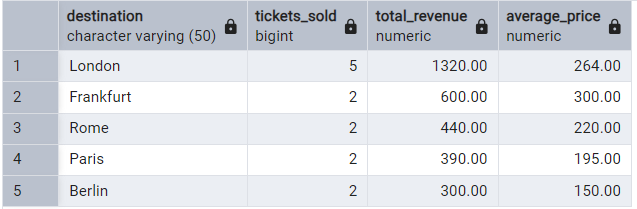 destination tickets_sold total_revenue average_price
character varying (50) bigint numeric numeric
1 London 5 1320.00 264.00
2 Frankfurt 2 600.00 300.00
3 Rome 2 440.00 220.00
4 Paris 2 390.00 195.00
5 Berlin 2 300.00 150.00